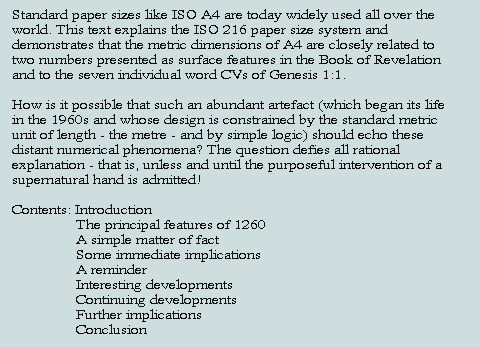 Standard paper sizes like ISO A4 are today widely used all over the
world. This text explains the ISO 216 paper size system and
demonstrates that the metric dimensions of A4 are closely related to
two numbers presented as surface features in the Book of Revelation
and to the seven individual word CVs of Genesis 1:1.
How is it possible that such an abundant artefact (which began its life
in the 1960s and whose design is constrained by the standard metric
unit of length - the metre - and by simple logic) should echo these
distant numerical phenomena? The question defies all rational
explanation - that is, unless and until the purposeful intervention of a
supernatural hand is admitted!
Contents: Introduction
The principal features of 1260
A simple matter of fact
Some immediate implications
A reminder
Interesting developments
Continuing developments
Further implications
Conclusion